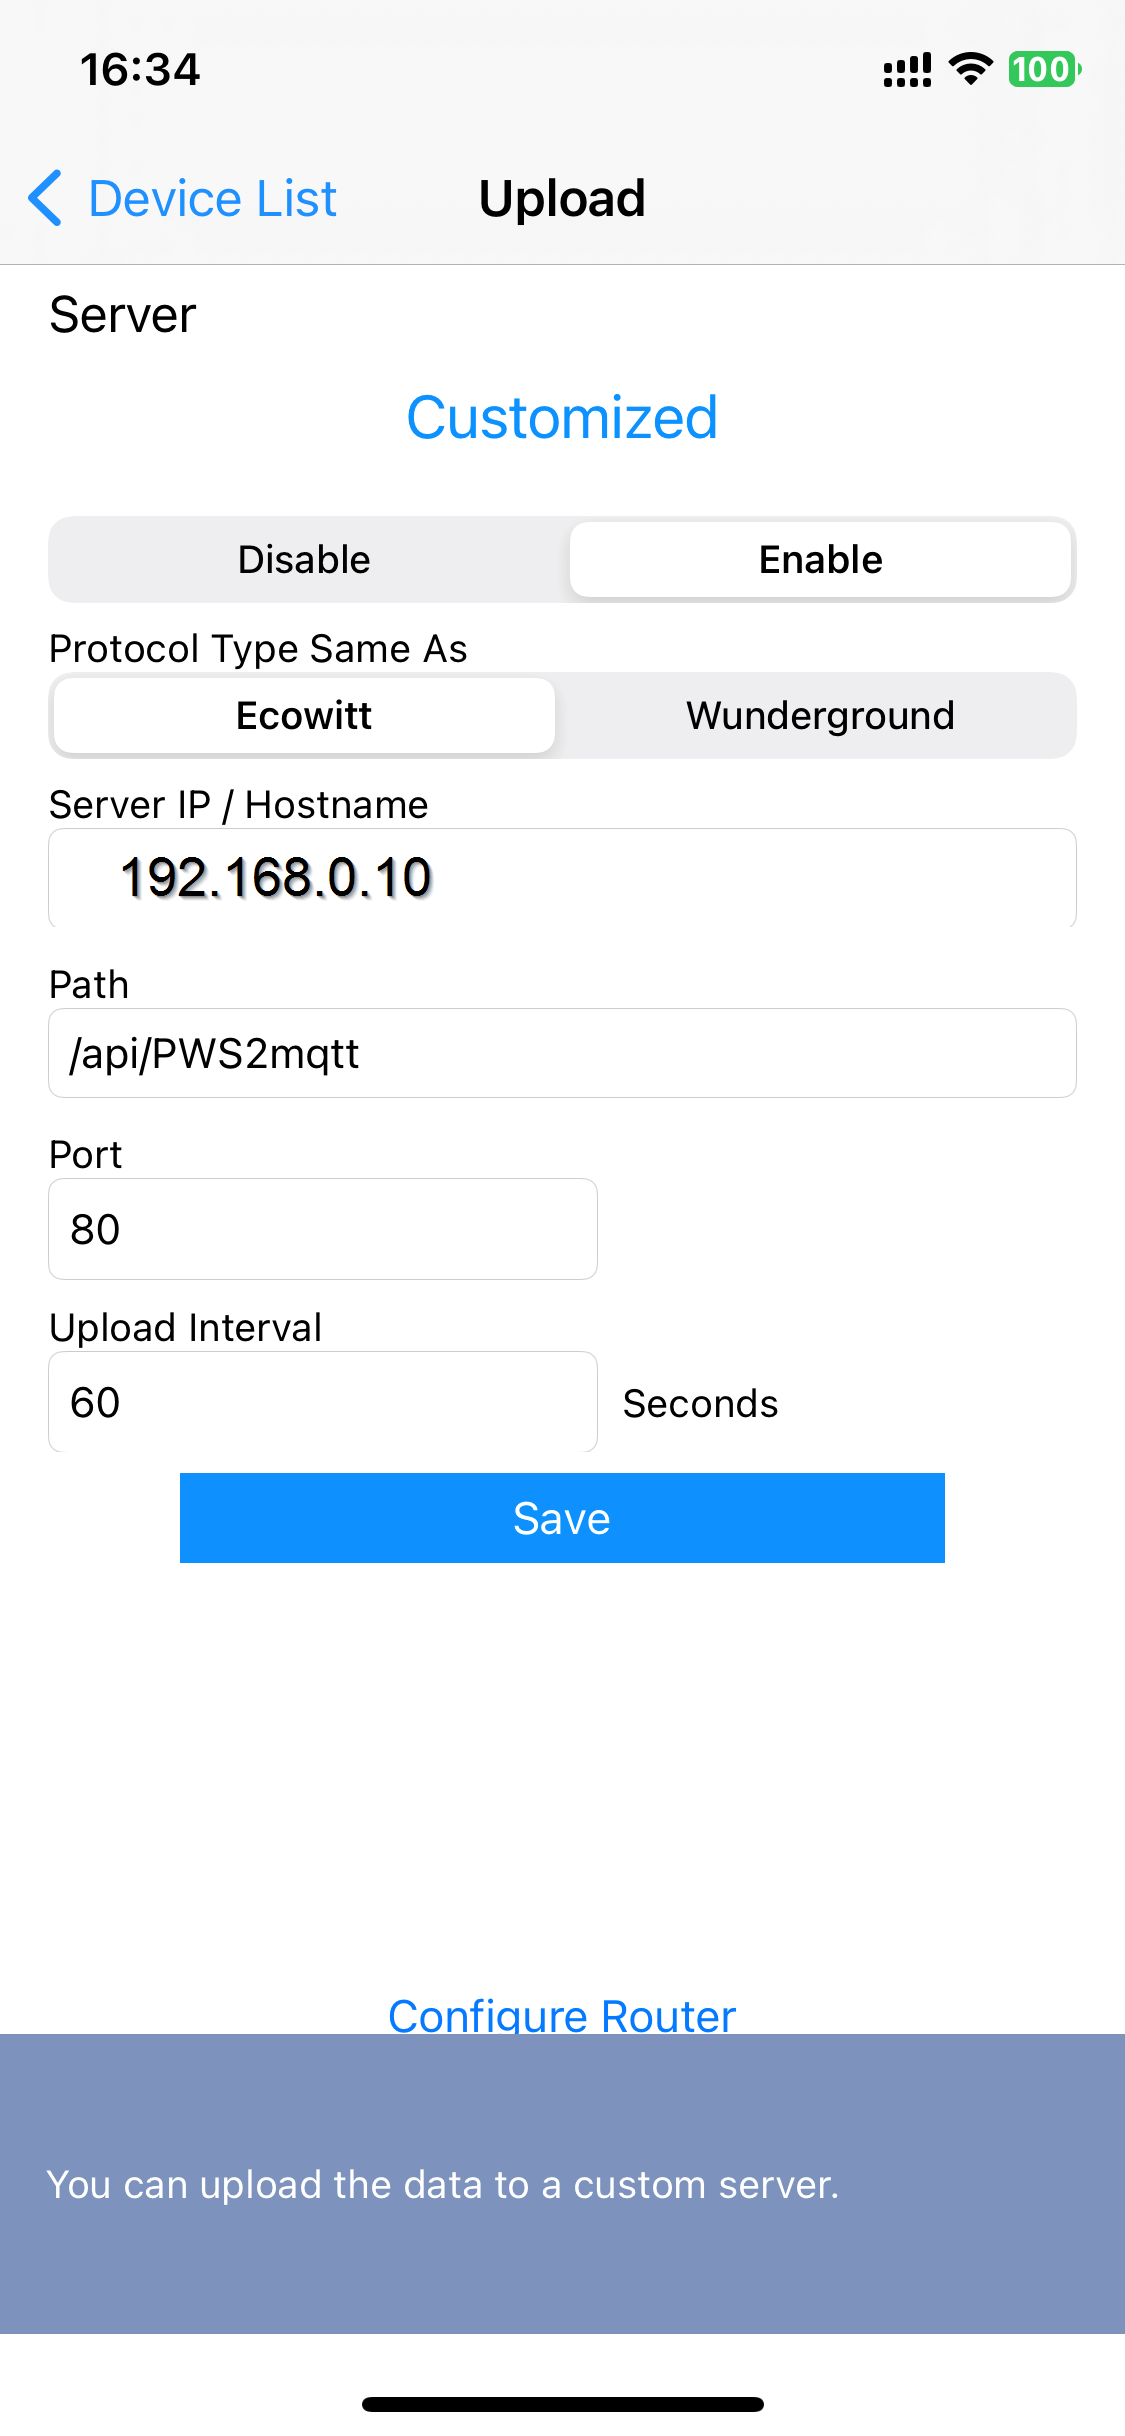 16:34
100
Device List
Upload
Server
Customized
Disable
Enable
Protocol Type Same As
Ecowitt
Wunderground
Server IP / Hostname
192.168.0.10
Path
/api/PWS2mqtt
Port
80
Upload Interval
60
Seconds
Save
Configure Router
You can upload the data to a custom server.